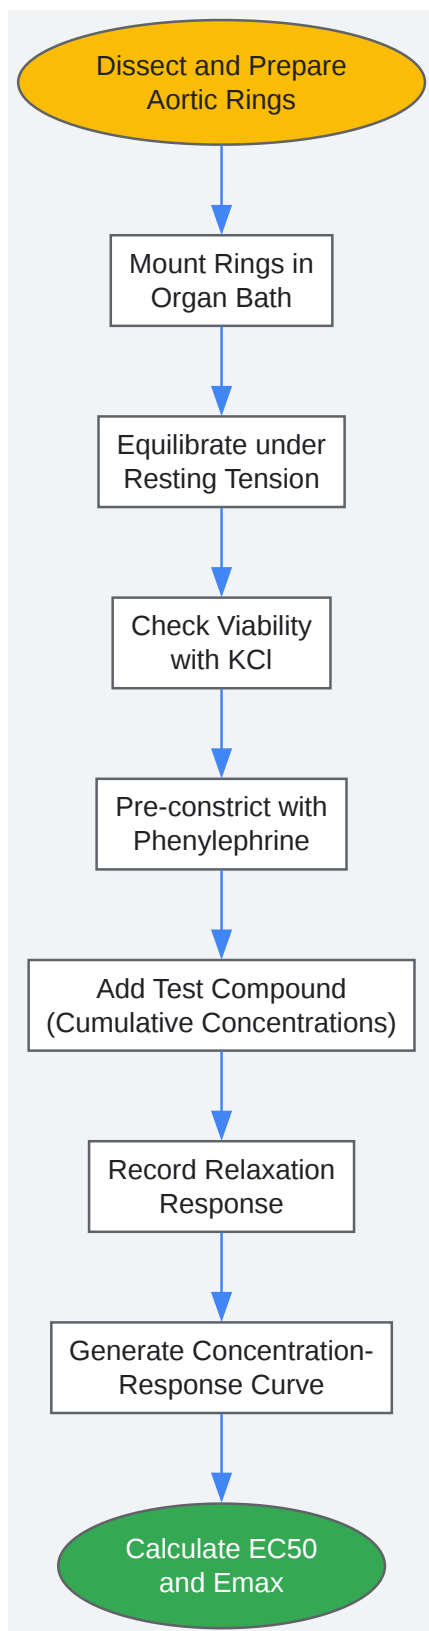 Dissect and Prepare
Aortic Rings
Mount Rings in
Organ Bath
Equilibrate under
Resting Tension
Check Viability
with KCl
Pre-constrict with
Phenylephrine
Add Test Compound
(Cumulative Concentrations)
Record Relaxation
Response
Generate Concentration-
Response Curve
Calculate EC50
and Emax